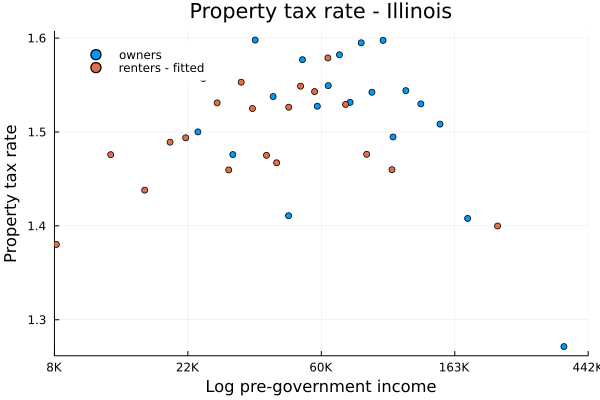 Property tax rate - Illinois
1.6
owners
renters - fitted
1.5
1.4
1.3
Property tax rate
8K 22K 60K 163K 442K
Log pre-government income